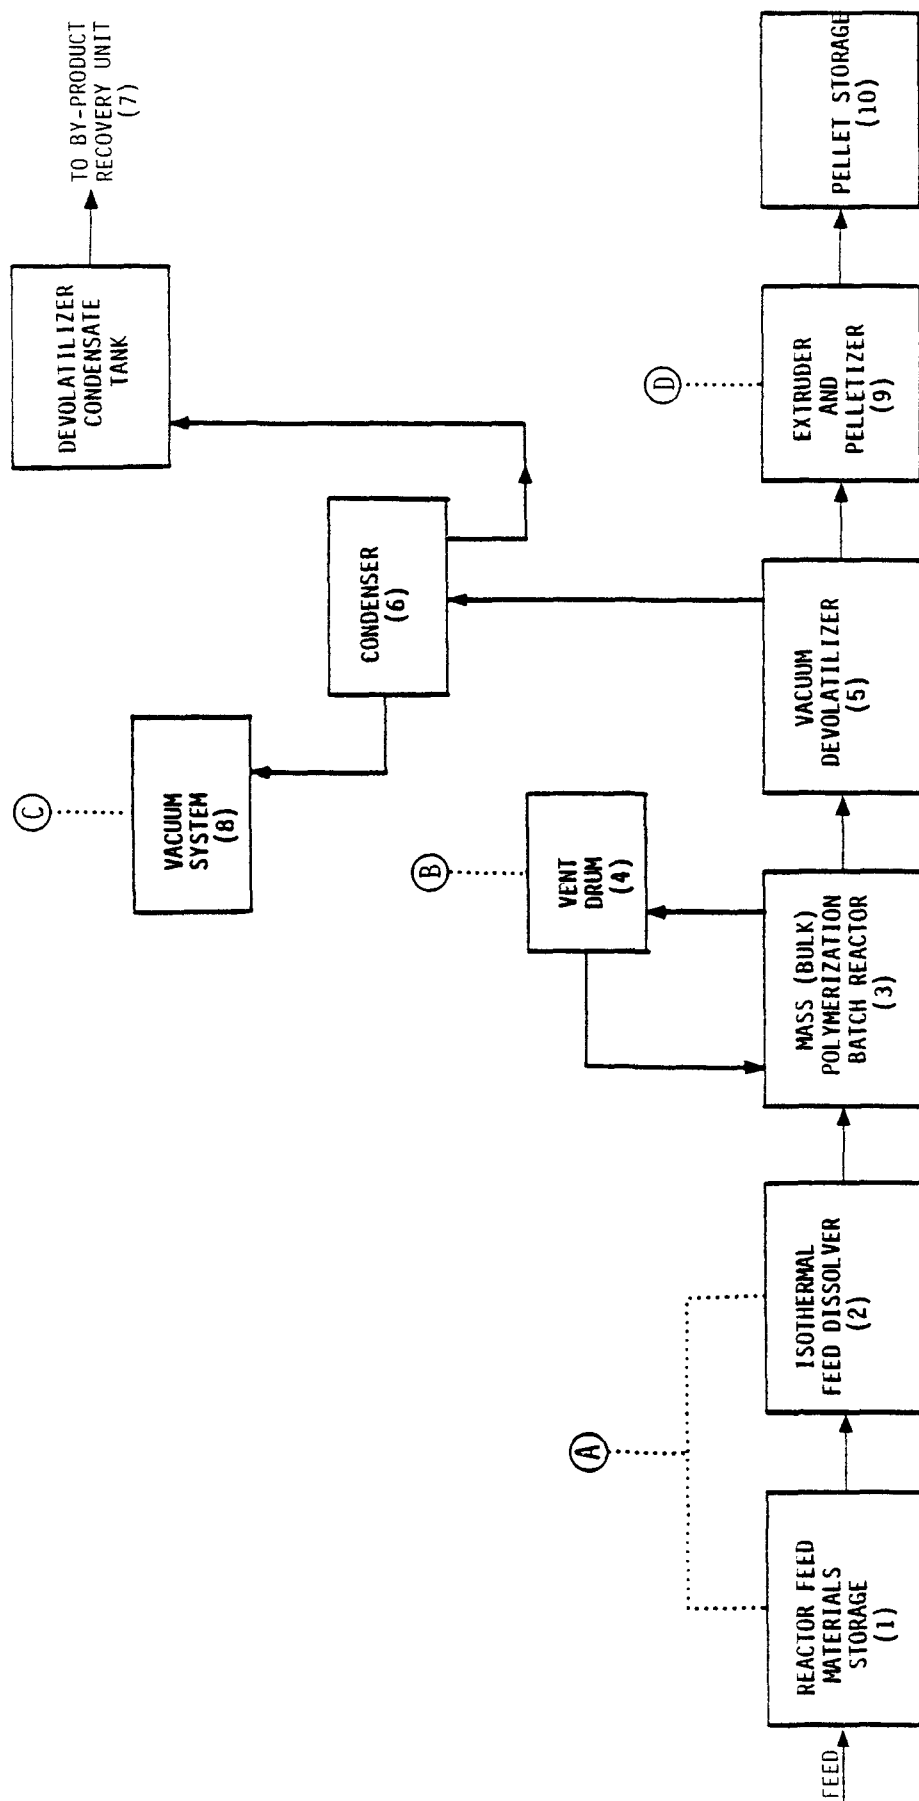 TO BY-PRODUCT
RECOVERY UNIT
(7)
DEVOLATILIZER
CONDENSATE
TANK
C
VACUUM
SYSTEM
(8)
CONDENSER
(6)
B
VENT
DRUM
(4)
A
D
FEED
REACTOR FEED
MATERIALS
STORAGE
(1)
ISOTHERMAL
FEED DISSOLVER
(2)
MASS (BULK)
POLYMERIZATION
BATCH REACTOR
(3)
VACUUM
DEVOLATILIZER
(5)
EXTRUDER
AND
PELLETIZER
(9)
PELLET STORAGE
(10)